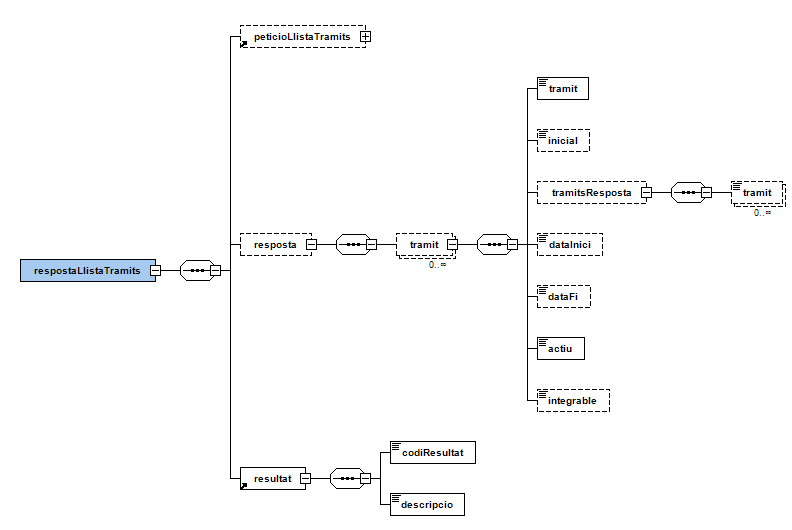 peticioLlistaTramits
tramit
inicial
tramitsResposta
tramit
0..∞
respostaLlistaTramits
resposta
tramit
0..∞
dataInici
dataFi
actiu
integrable
resultat
codiResultat
descripcio